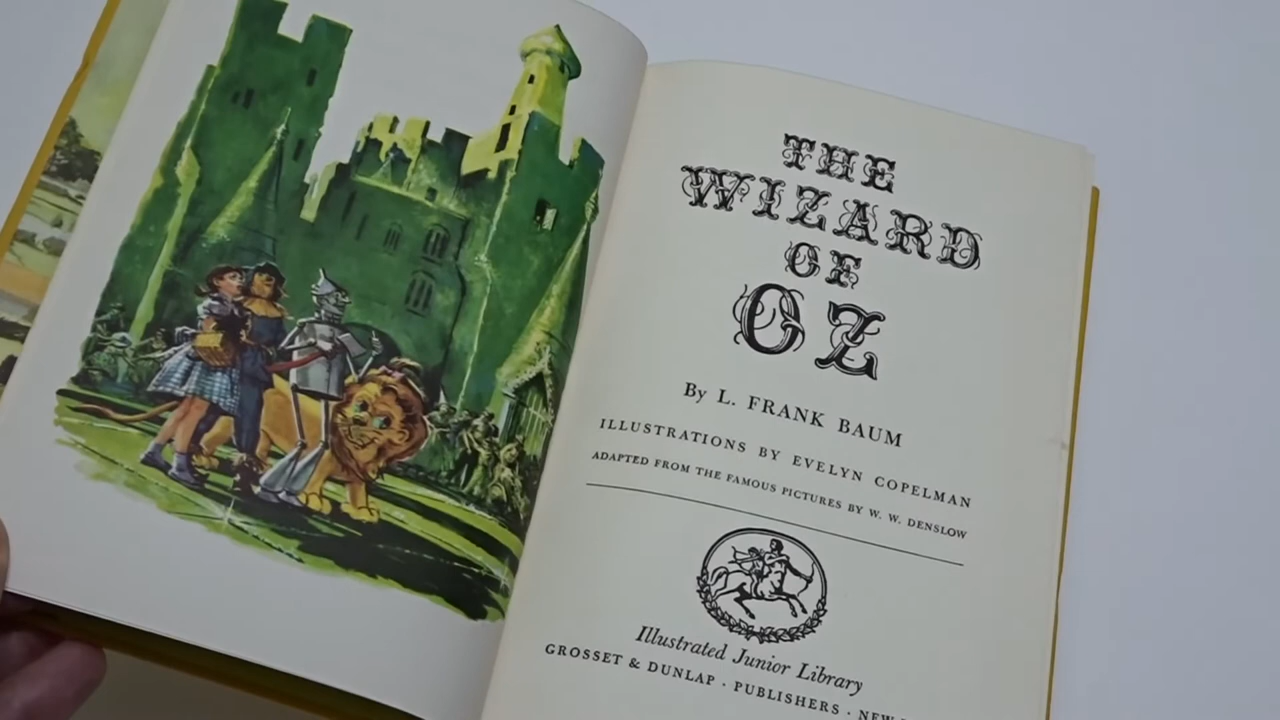 THE
WIZARD
OF
OZ
By L. FRANK BAUM
ILLUSTRATIONS BY EVELYN COPELMAN
ADAPTED FROM THE FAMOUS PICTURES BY W. W. DENSLOW
Illustrated Junior Library
GROSSET & DUNLAP · PUBLISHERS · NEW